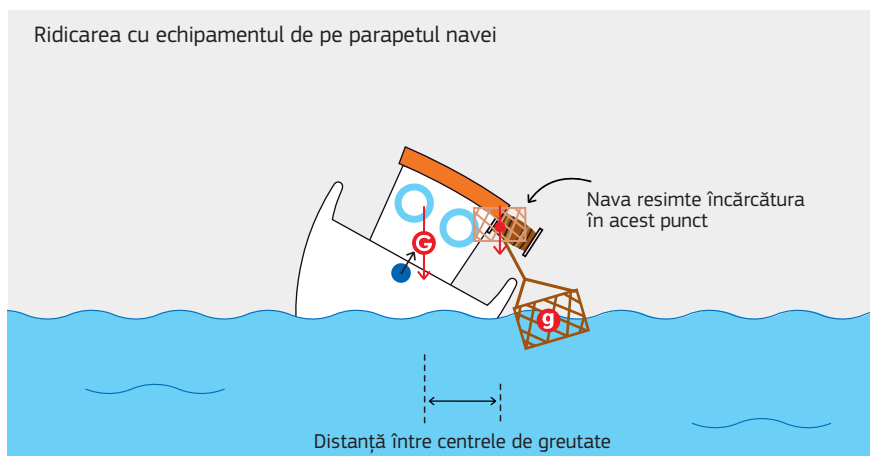 Ridicarea cu echipamentul de pe parapetul navei
Nava resimte încărcătura
în acest punct
G
g
Distanță între centrele de greutate